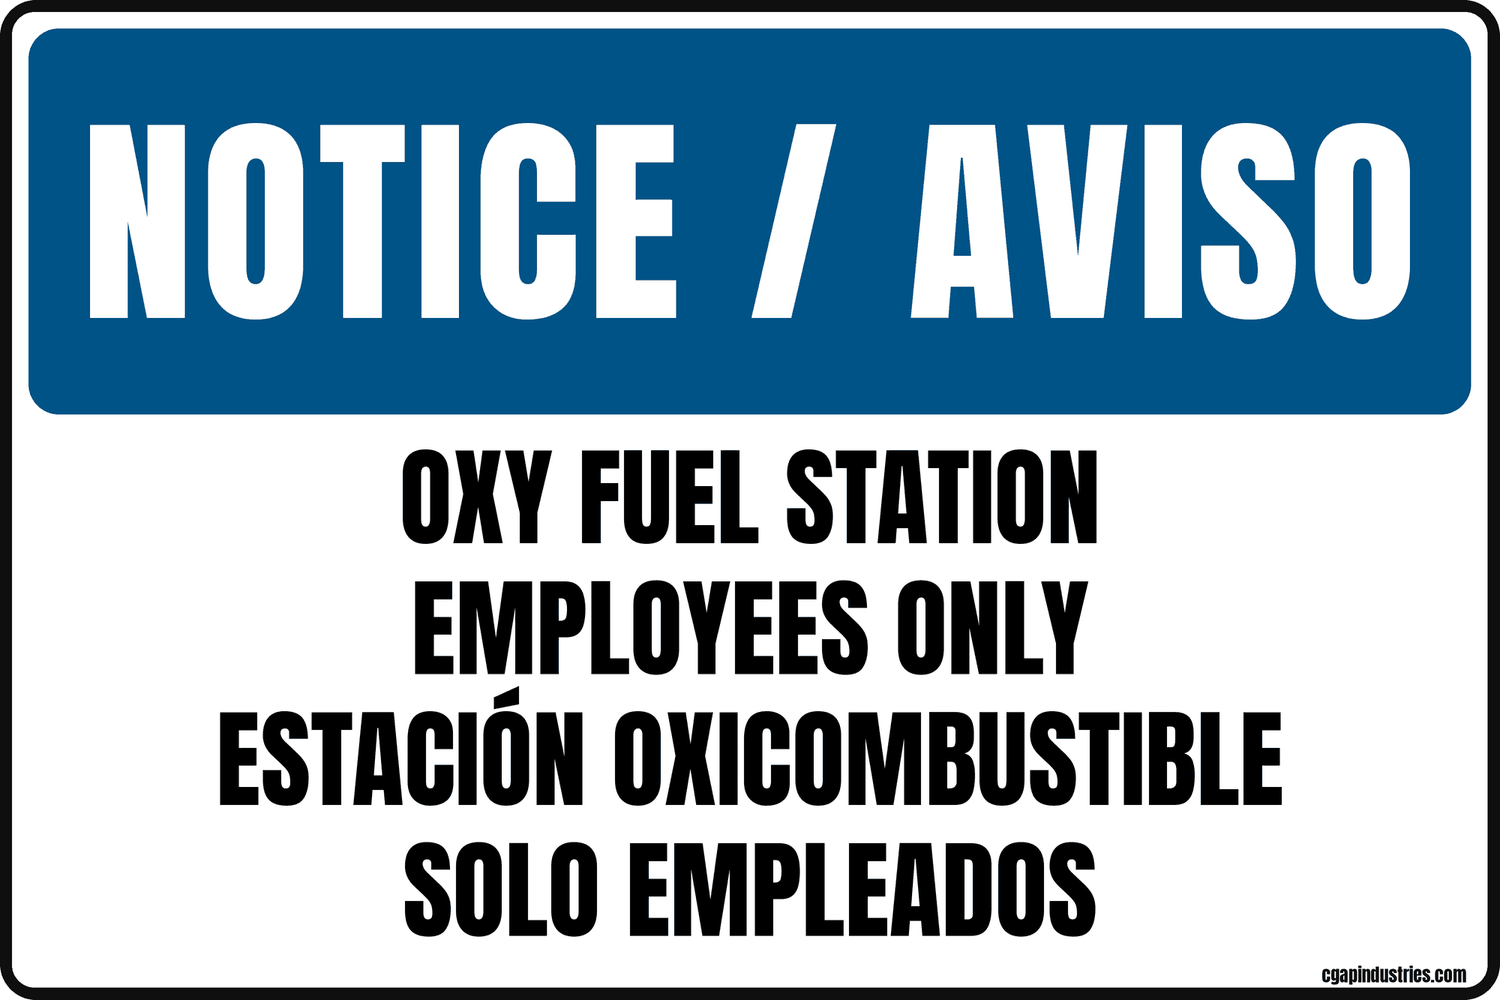 NOTICE / AVISO
OXY FUEL STATION
EMPLOYEES ONLY
ESTACIÓN OXICOMBUSTIBLE
SOLO EMPLEADOS
cgapindustries.com